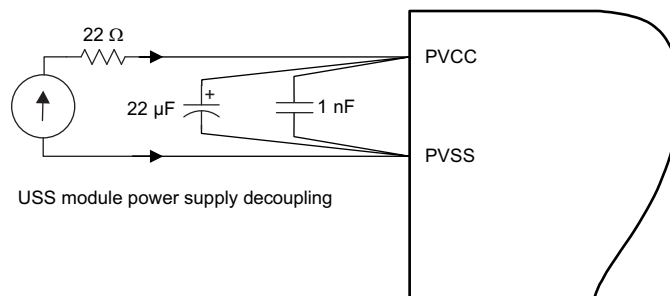 22 Ω
PVCC
+
22 µF
1 nF
PVSS
USS module power supply decoupling